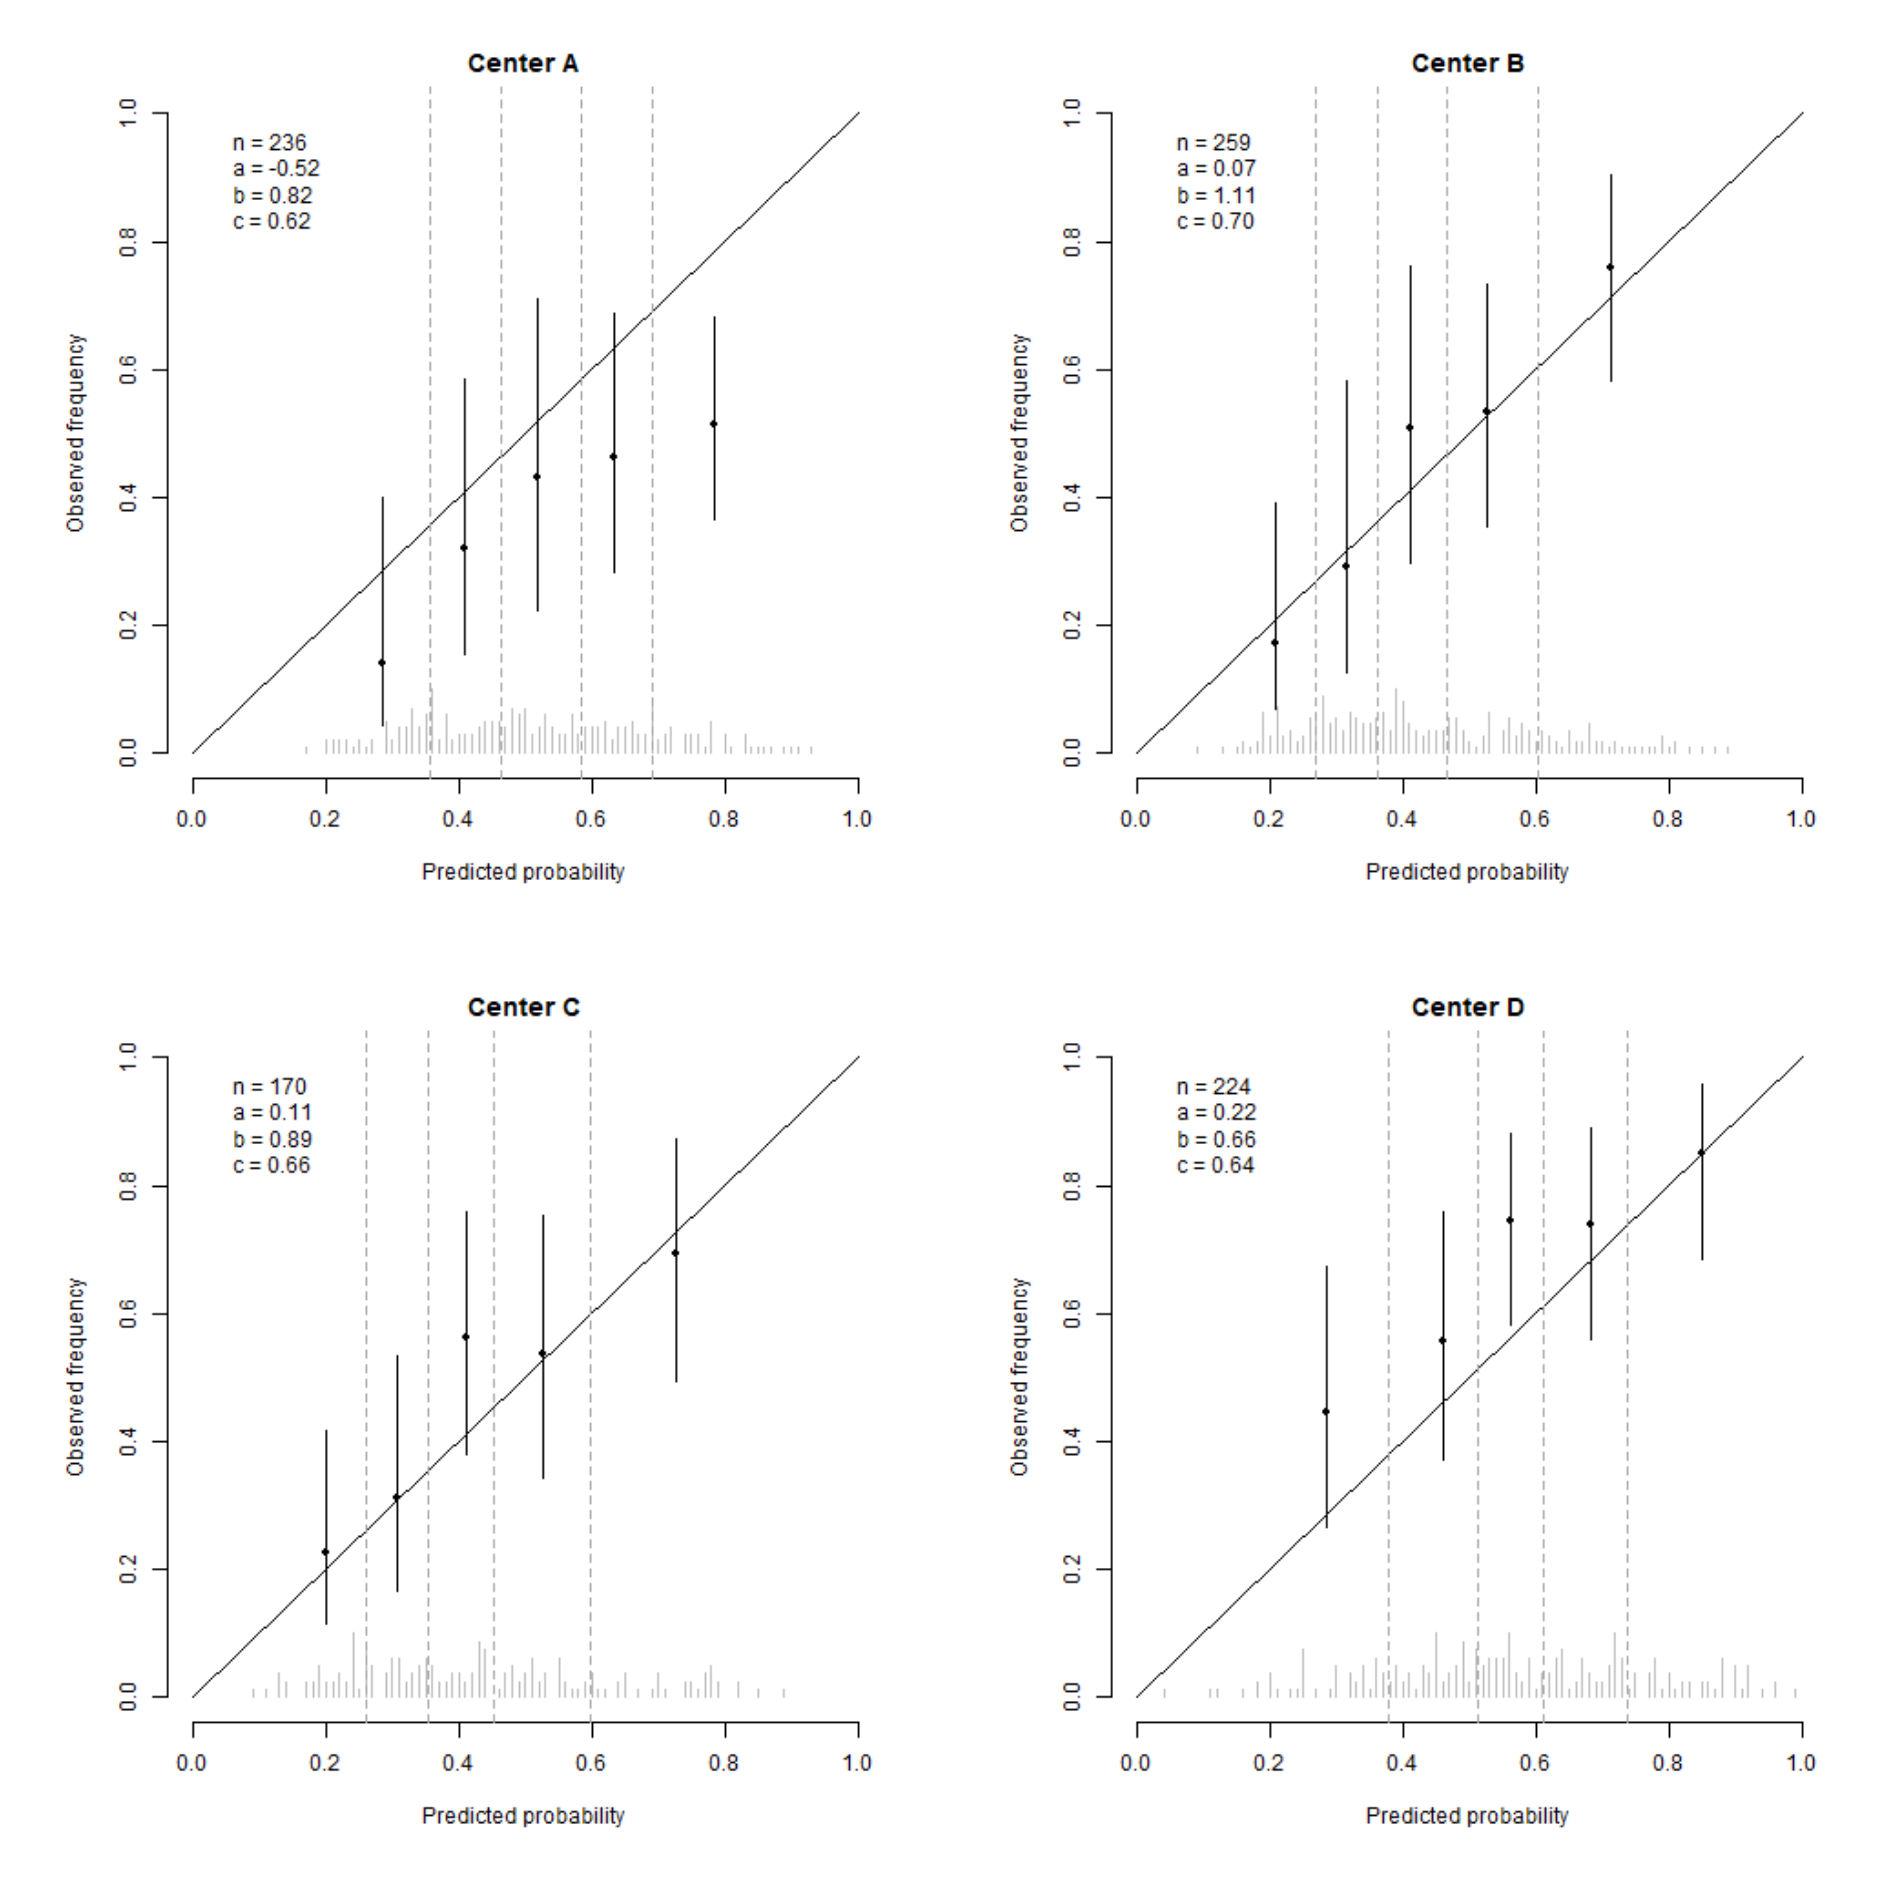 Center A
n = 236
a = -0.52
b = 0.82
c = 0.62
Observed frequency
1.0
0.8
0.6
0.4
0.2
0.0
0.0 0.2 0.4 0.6 0.8 1.0
Predicted probability
Center B
n = 259
a = 0.07
b = 1.11
c = 0.70
Observed frequency
1.0
0.8
0.6
0.4
0.2
0.0
0.0 0.2 0.4 0.6 0.8 1.0
Predicted probability
Center C
n = 170
a = 0.11
b = 0.89
c = 0.66
Observed frequency
1.0
0.8
0.6
0.4
0.2
0.0
0.0 0.2 0.4 0.6 0.8 1.0
Predicted probability
Center D
n = 224
a = 0.22
b = 0.66
c = 0.64
Observed frequency
1.0
0.8
0.6
0.4
0.2
0.0
0.0 0.2 0.4 0.6 0.8 1.0
Predicted probability